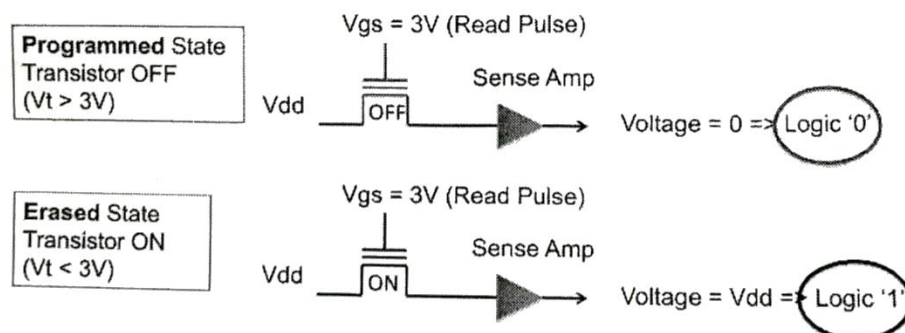 Programmed State
Transistor OFF
(Vt > 3V)
Vgs = 3V (Read Pulse)
Sense Amp
Vdd
OFF
Voltage = 0 => Logic ‘0’
Erased State
Transistor ON
(Vt < 3V)
Vgs = 3V (Read Pulse)
Sense Amp
Vdd
ON
Voltage = Vdd => Logic ‘1’